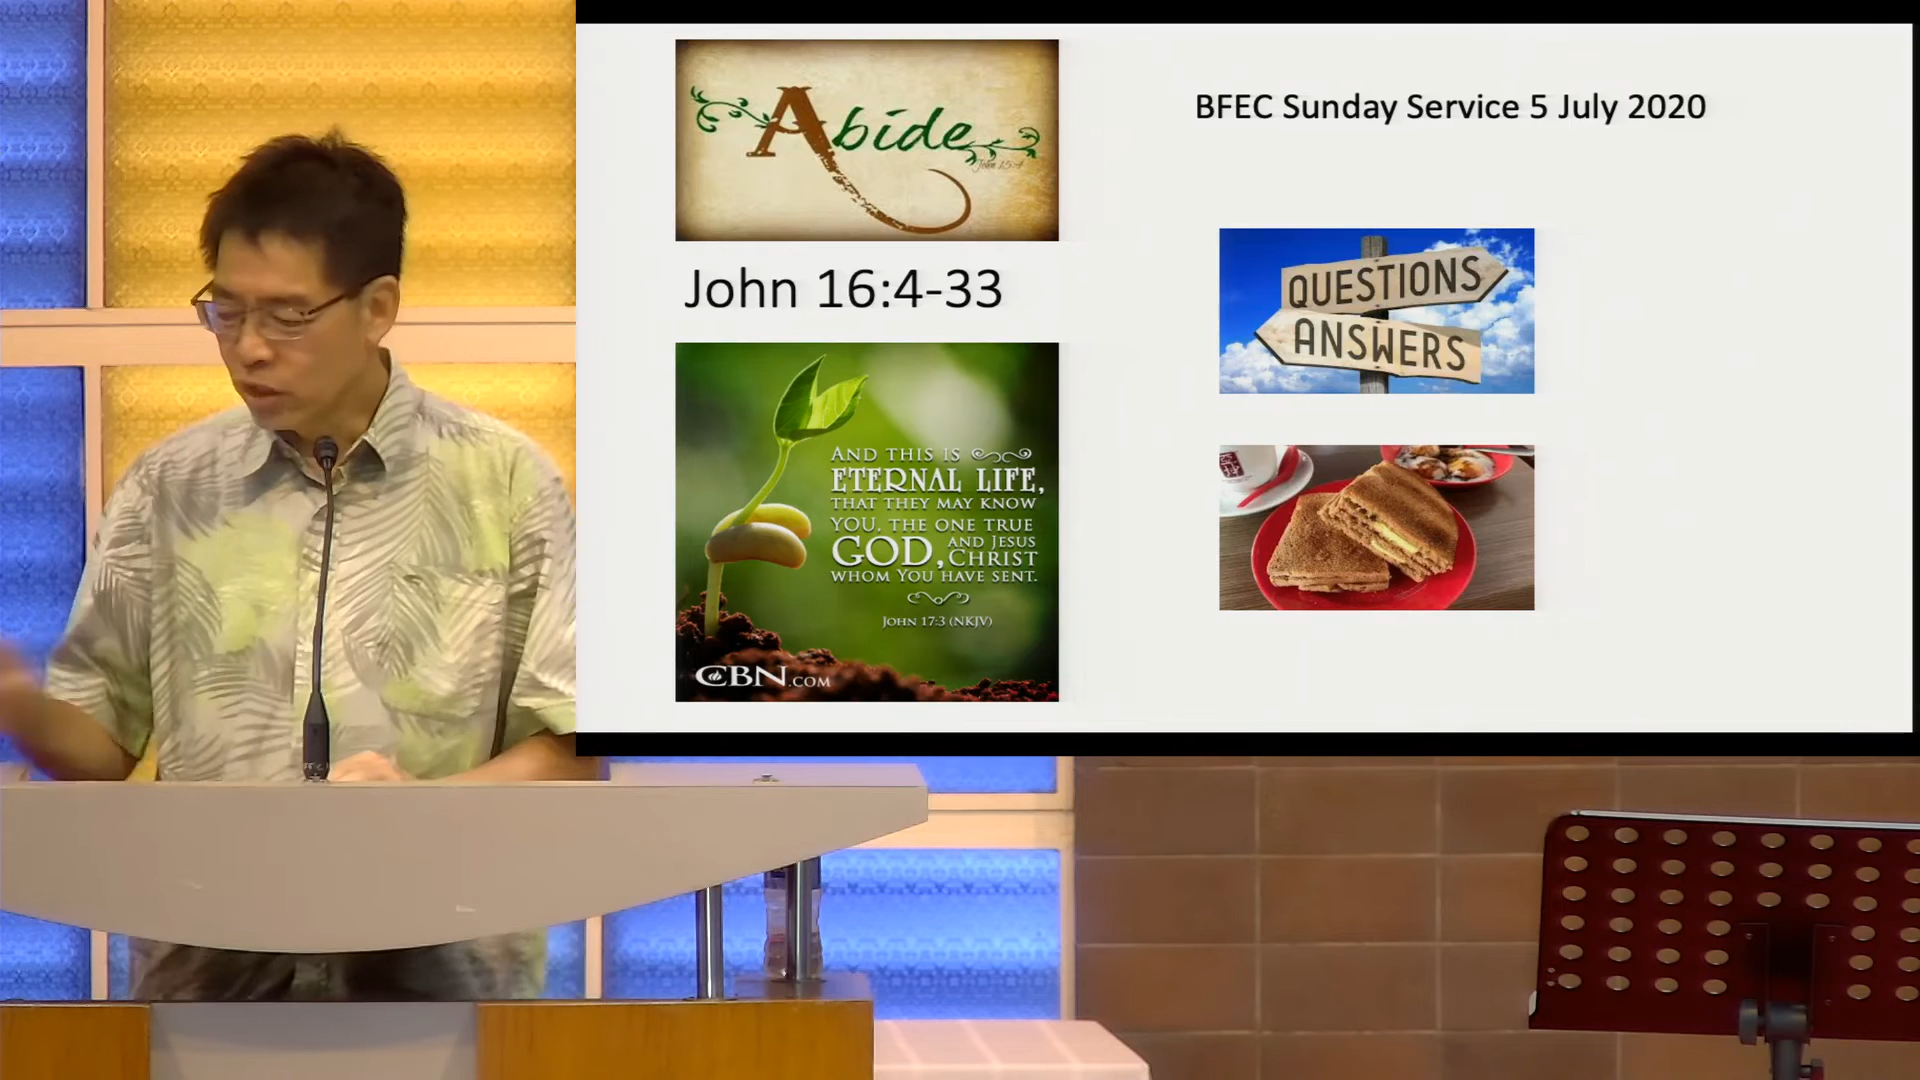 Abide
John 15:4
John 16:4-33
AND THIS IS
ETERNAL LIFE,
THAT THEY MAY KNOW
YOU, THE ONE TRUE
GOD, AND JESUS
CHRIST
WHOM YOU HAVE SENT.
JOHN 17:3 (NKJV)
CBN.COM
BFEC Sunday Service 5 July 2020
QUESTIONS
ANSWERS